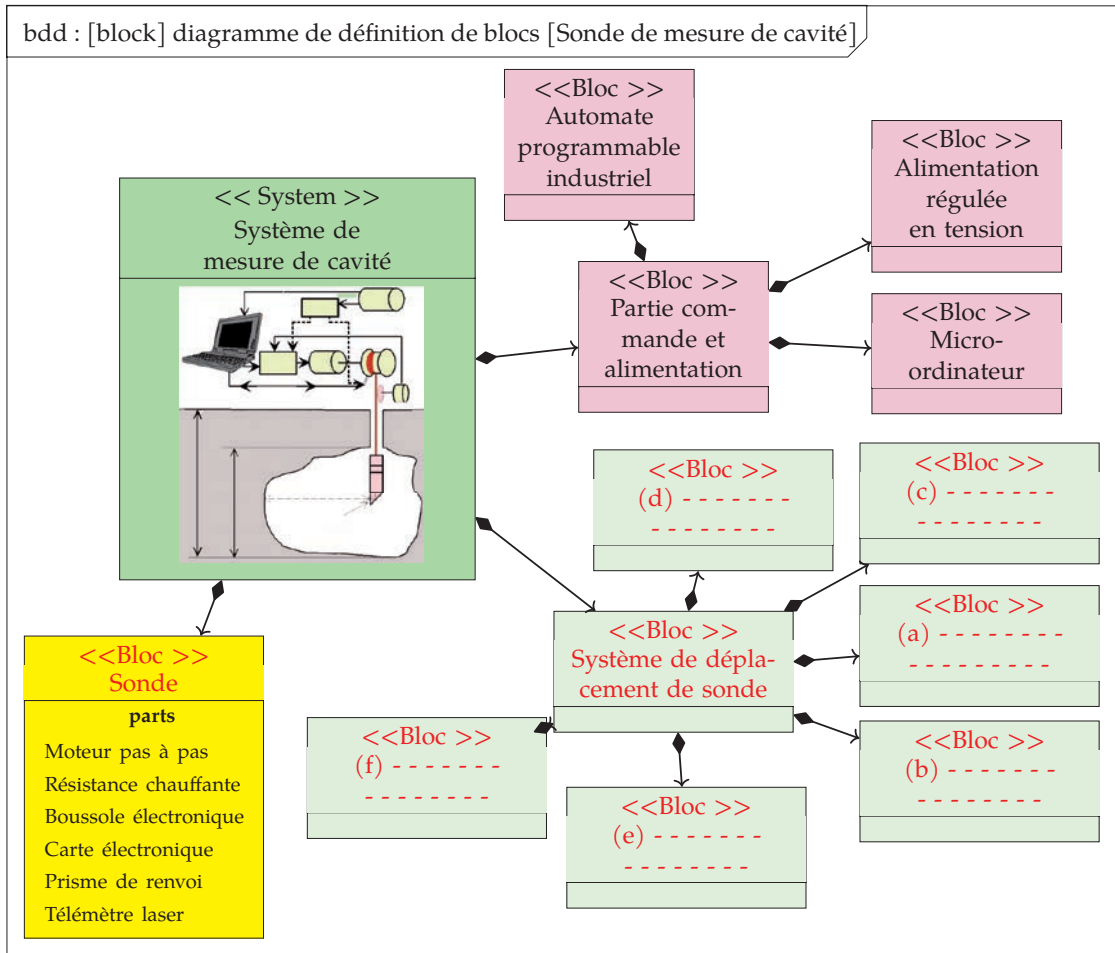 bdd : [block] diagramme de définition de blocs [Sonde de mesure de cavité]
<<Bloc >>
Automate
programmable
industriel
<<Bloc >>
Alimentation
régulée
en tension
<< System >>
Système de
mesure de cavité
<<Bloc >>
Partie com-
mande et
alimentation
<<Bloc >>
Micro-
ordinateur
<<Bloc >>
(d) - - - - - - -
- - - - - - - -
<<Bloc >>
(c) - - - - - - -
- - - - - - - -
<<Bloc >>
(a) - - - - - - - -
- - - - - - - - -
<<Bloc >>
Système de dépla-
cement de sonde
<<Bloc >>
Sonde
parts
Moteur pas à pas
Résistance chauffante
Boussole électronique
Carte électronique
Prisme de renvoi
Télémètre laser
<<Bloc >>
(f) - - - - - - -
- - - - - - - -
<<Bloc >>
(b) - - - - - - -
- - - - - - - -
<<Bloc >>
(e) - - - - - - -
- - - - - - - -